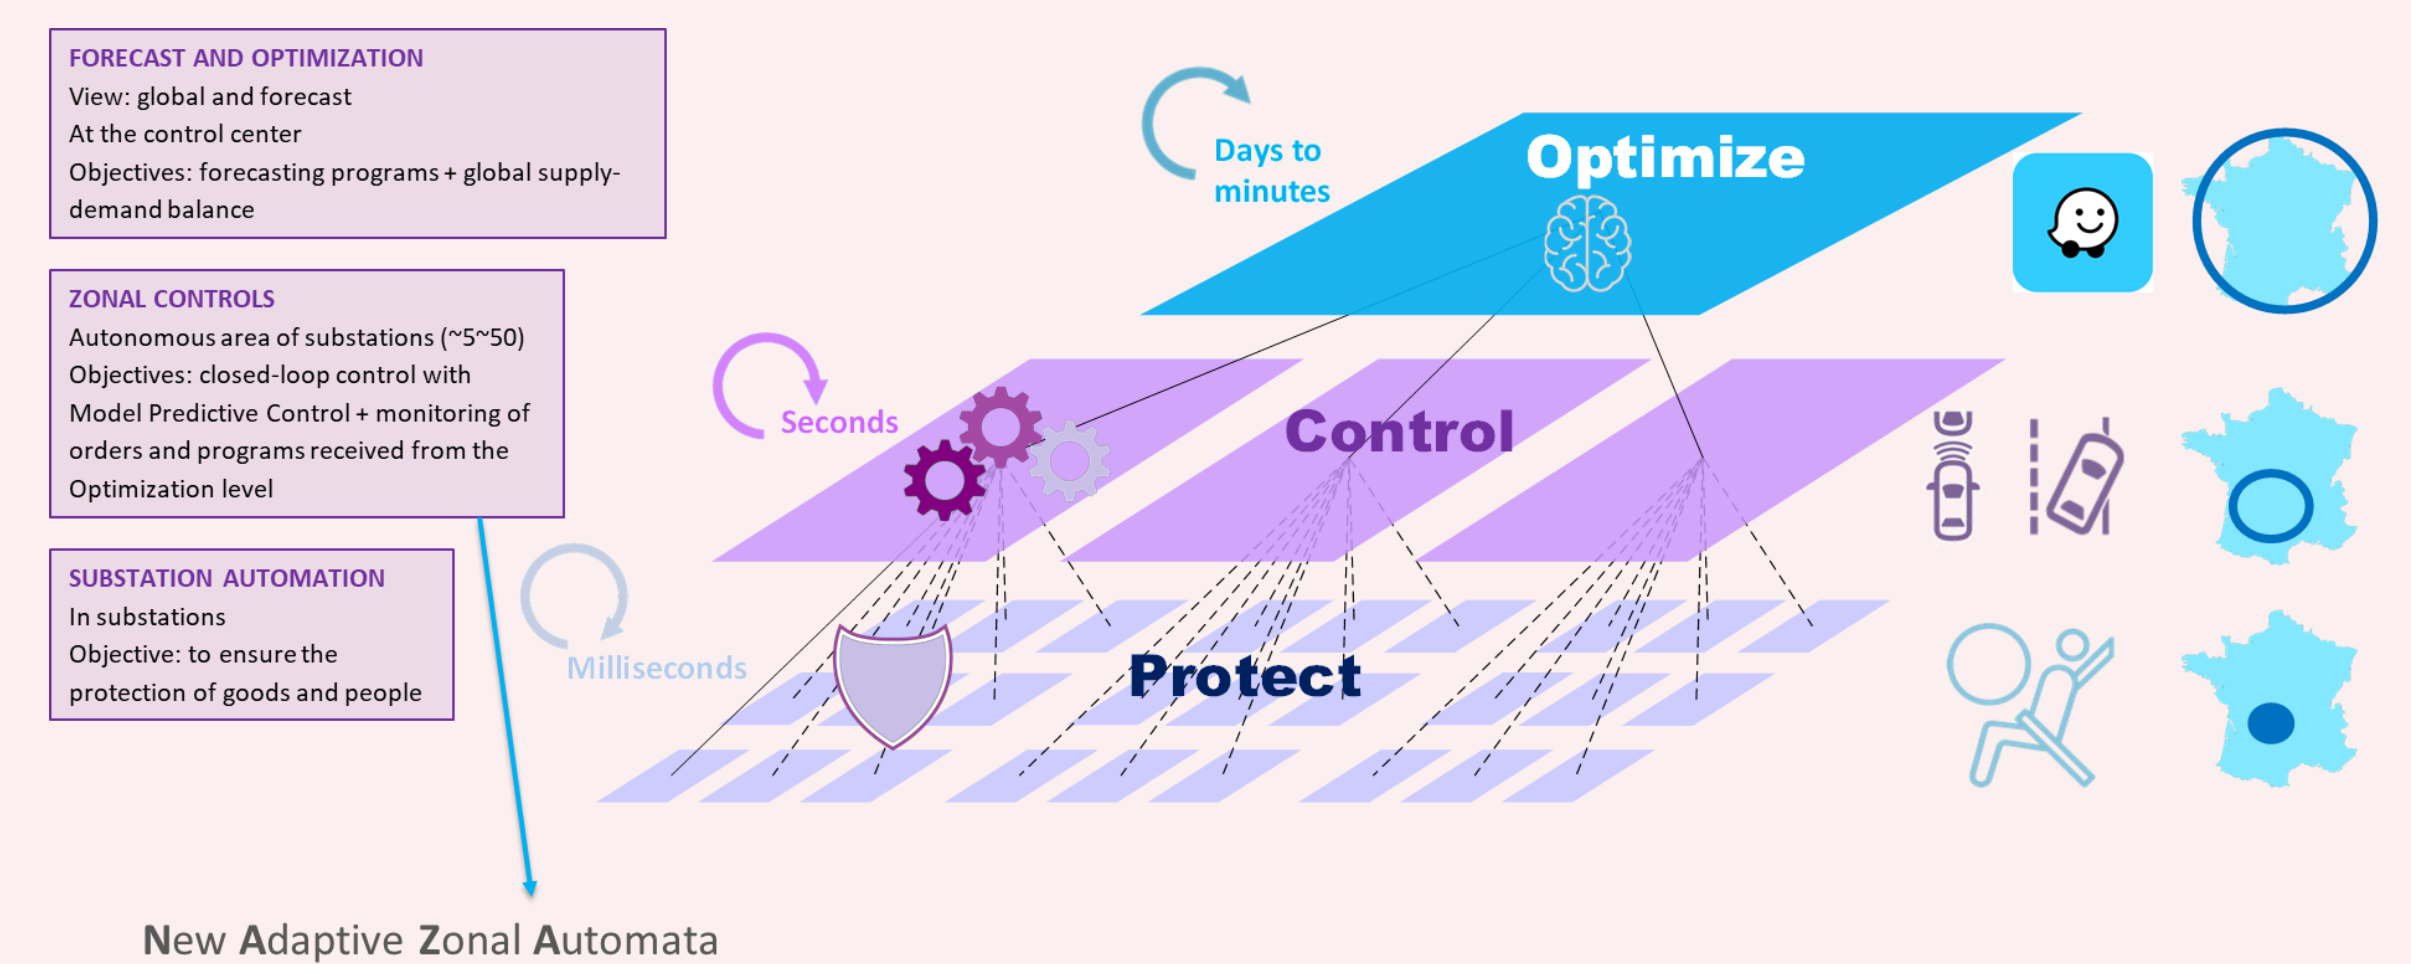 FORECAST AND OPTIMIZATION
View: global and forecast
At the control center
Objectives: forecasting programs + global supply-
demand balance
ZONAL CONTROLS
Autonomous area of substations (~5~50)
Objectives: closed-loop control with
Model Predictive Control + monitoring of
orders and programs received from the
Optimization level
SUBSTATION AUTOMATION
In substations
Objective: to ensure the
protection of goods and people
New Adaptive Zonal Automata
Days to
minutes
Optimize
Seconds
Control
Milliseconds
Protect